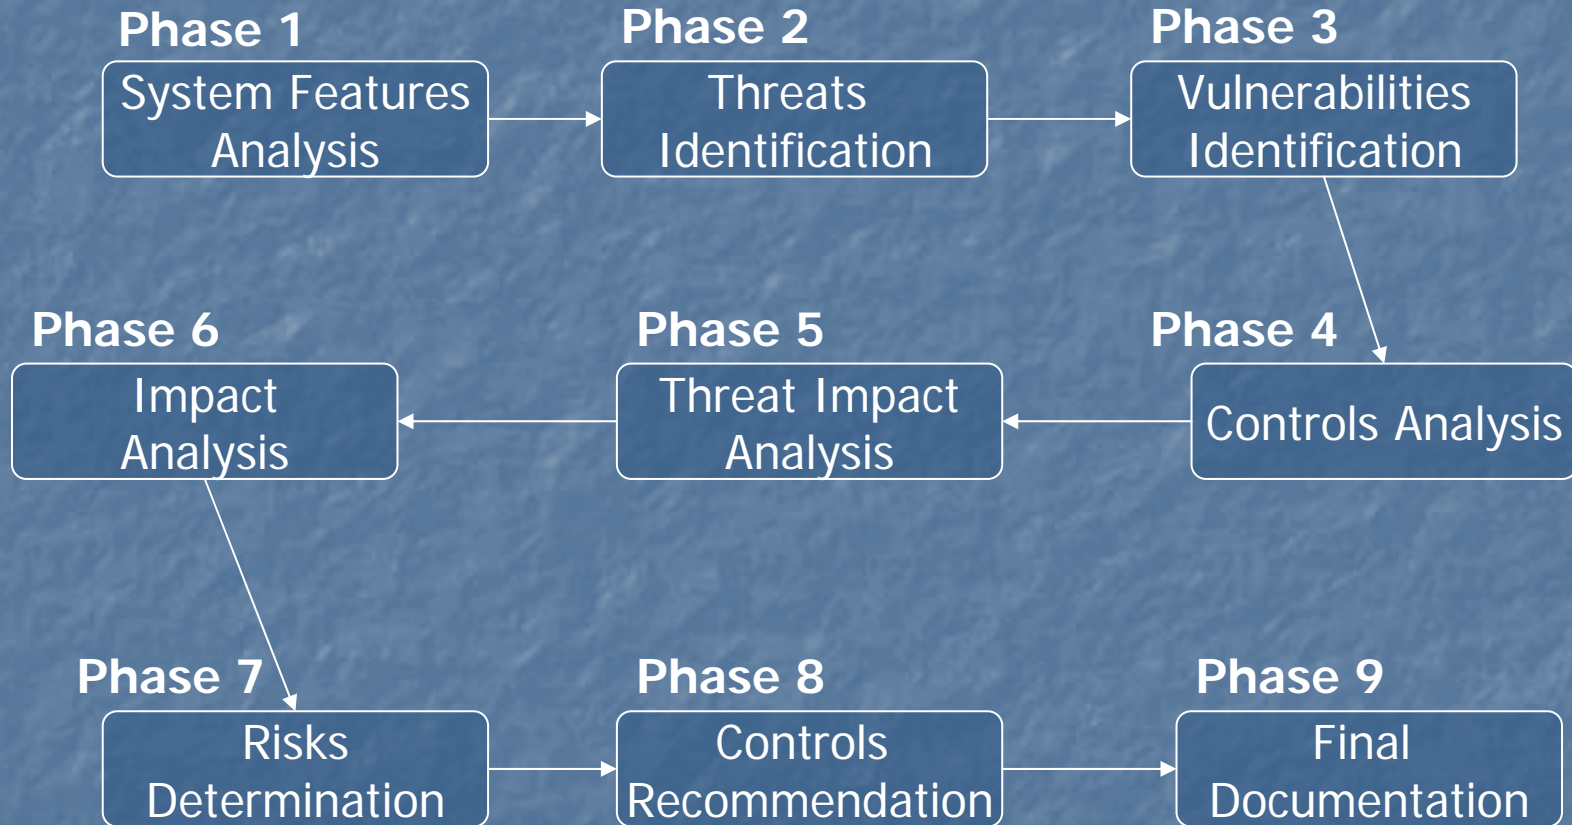 Phase 1
System Features
Analysis
Phase 2
Threats
Identification
Phase 3
Vulnerabilities
Identification
Phase 4
Controls Analysis
Phase 5
Threat Impact
Analysis
Phase 6
Impact
Analysis
Phase 7
Risks
Determination
Phase 8
Controls
Recommendation
Phase 9
Final
Documentation